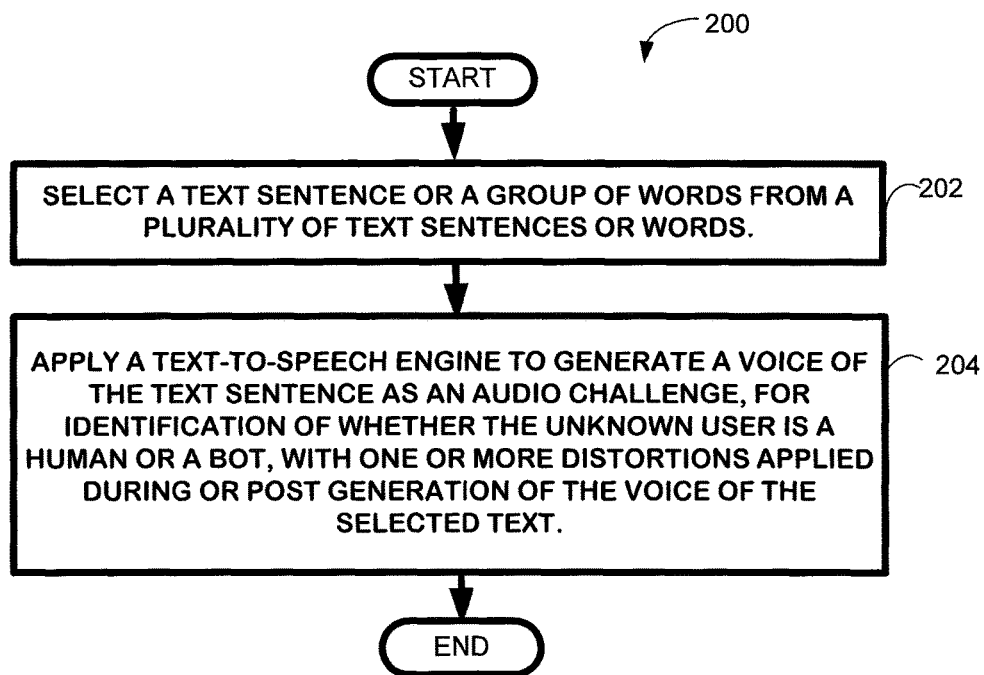 200
START
SELECT A TEXT SENTENCE OR A GROUP OF WORDS FROM A
PLURALITY OF TEXT SENTENCES OR WORDS.
202
APPLY A TEXT-TO-SPEECH ENGINE TO GENERATE A VOICE OF
THE TEXT SENTENCE AS AN AUDIO CHALLENGE, FOR
IDENTIFICATION OF WHETHER THE UNKNOWN USER IS A
HUMAN OR A BOT, WITH ONE OR MORE DISTORTIONS APPLIED
DURING OR POST GENERATION OF THE VOICE OF THE
SELECTED TEXT.
204
END